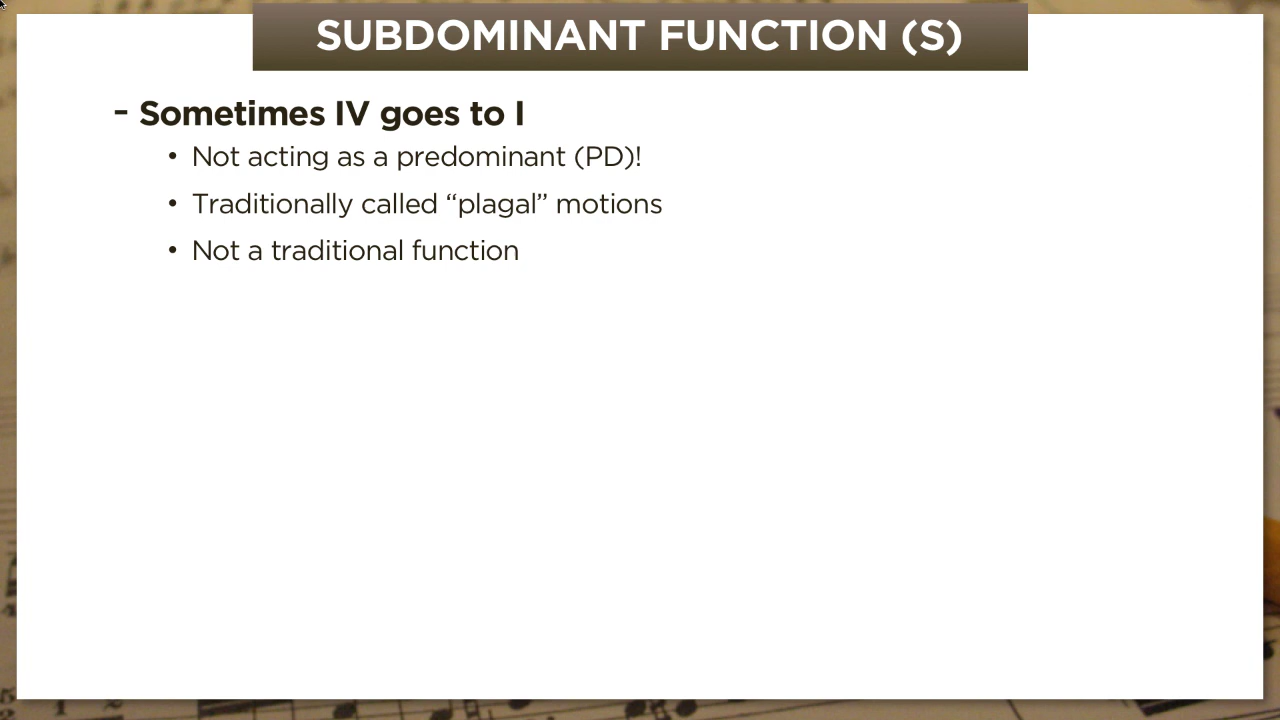 SUBDOMINANT FUNCTION (S)
- Sometimes IV goes to I
• Not acting as a predominant (PD)!
• Traditionally called “plagal” motions
• Not a traditional function